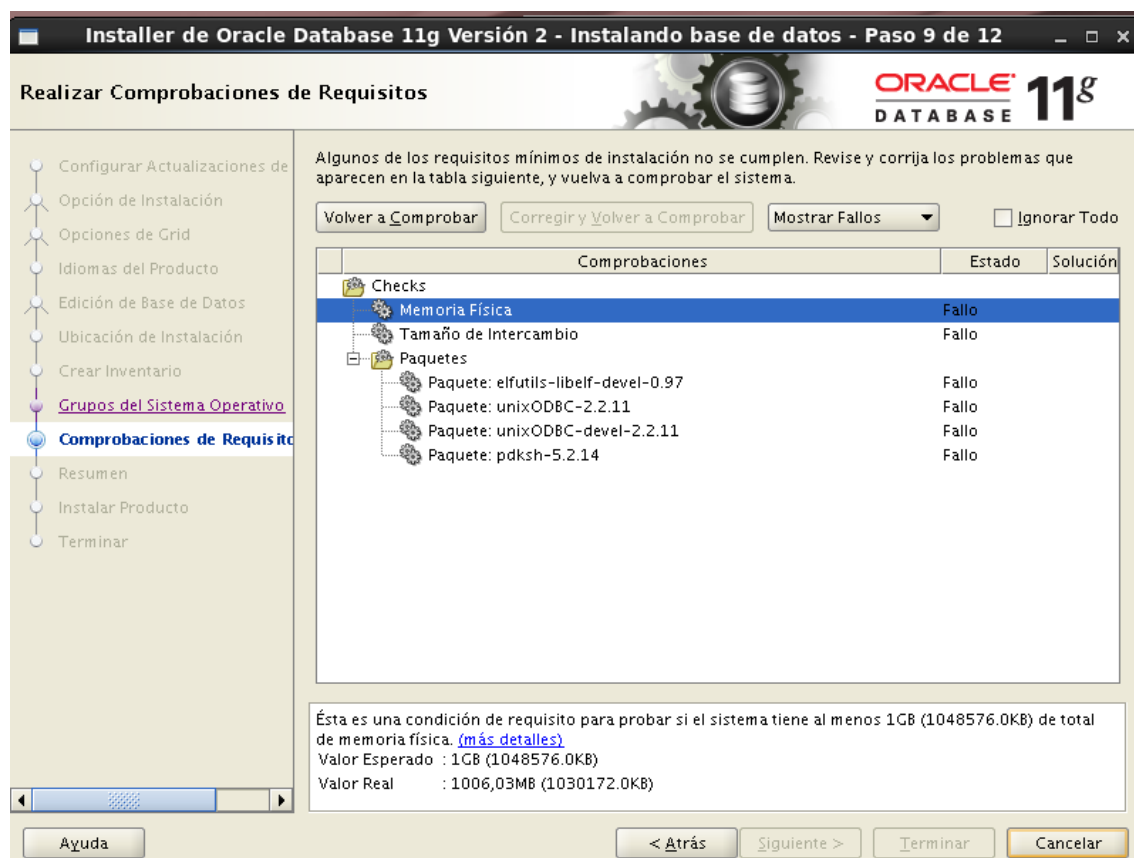 Installer de Oracle Database 11g Versión 2 - Instalando base de datos - Paso 9 de 12
Realizar Comprobaciones de Requisitos
ORACLE 11g
DATABASE
Configurar Actualizaciones de
Opción de Instalación
Opciones de Grid
Idiomas del Producto
Edición de Base de Datos
Ubicación de Instalación
Crear Inventario
Grupos del Sistema Operativo
Comprobaciones de Requisito
Resumen
Instalar Producto
Terminar
Algunos de los requisitos mínimos de instalación no se cumplen. Revise y corrija los problemas que
aparecen en la tabla siguiente, y vuelva a comprobar el sistema.
Volver a Comprobar Corregir y Volver a Comprobar Mostrar Fallos Ignorar Todo
Comprobaciones Estado Solución
Checks
Memoria Física Fallo
Tamaño de Intercambio Fallo
Paquetes
Paquete: elfutils-libelf-devel-0.97 Fallo
Paquete: unixODBC-2.2.11 Fallo
Paquete: unixODBC-devel-2.2.11 Fallo
Paquete: pdksh-5.2.14 Fallo
Ésta es una condición de requisito para probar si el sistema tiene al menos 1GB (1048576.0KB) de total
de memoria física. (más detalles)
Valor Esperado : 1GB (1048576.0KB)
Valor Real : 1006,03MB (1030172.0KB)
Ayuda < Atrás Siguiente > Terminar Cancelar